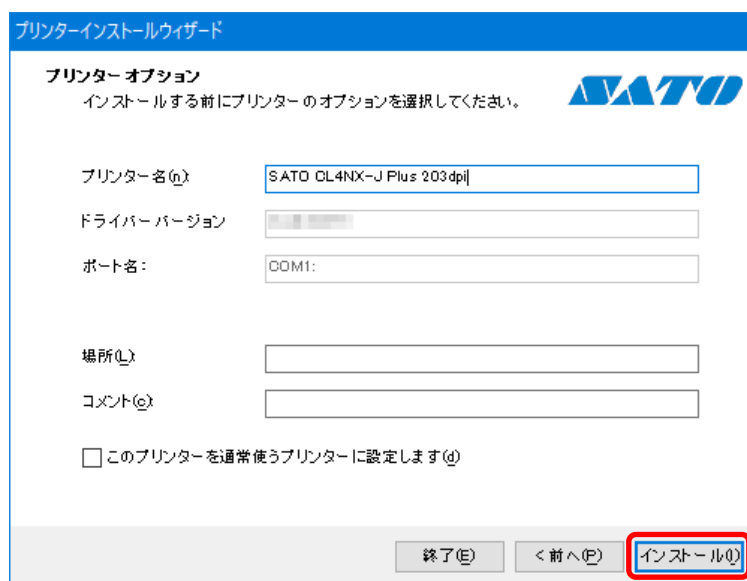 プリンターインストールウィザード
プリンター オプション
インストールする前にプリンターのオプションを選択してください。
SATO
プリンター名(n):
SATO CL4NX-J Plus 203dpi
ドライバー バージョン
ポート名:
COM1:
場所(L):
コメント(c):
このプリンターを通常使うプリンターに設定します(d)
終了(E)
< 前へ(P)
インストール(I)